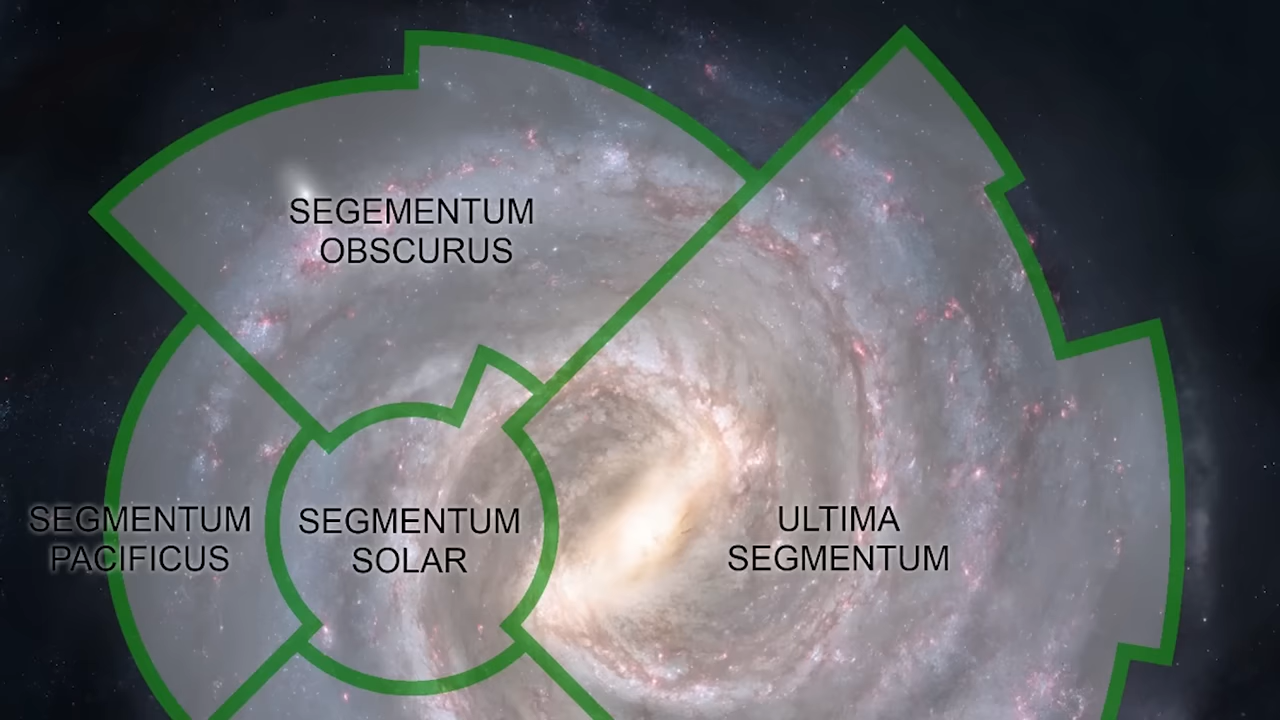 SEGEMENTUM
OBSCURUS
SEGMENTUM
PACIFICUS
SEGMENTUM
SOLAR
ULTIMA
SEGMENTUM